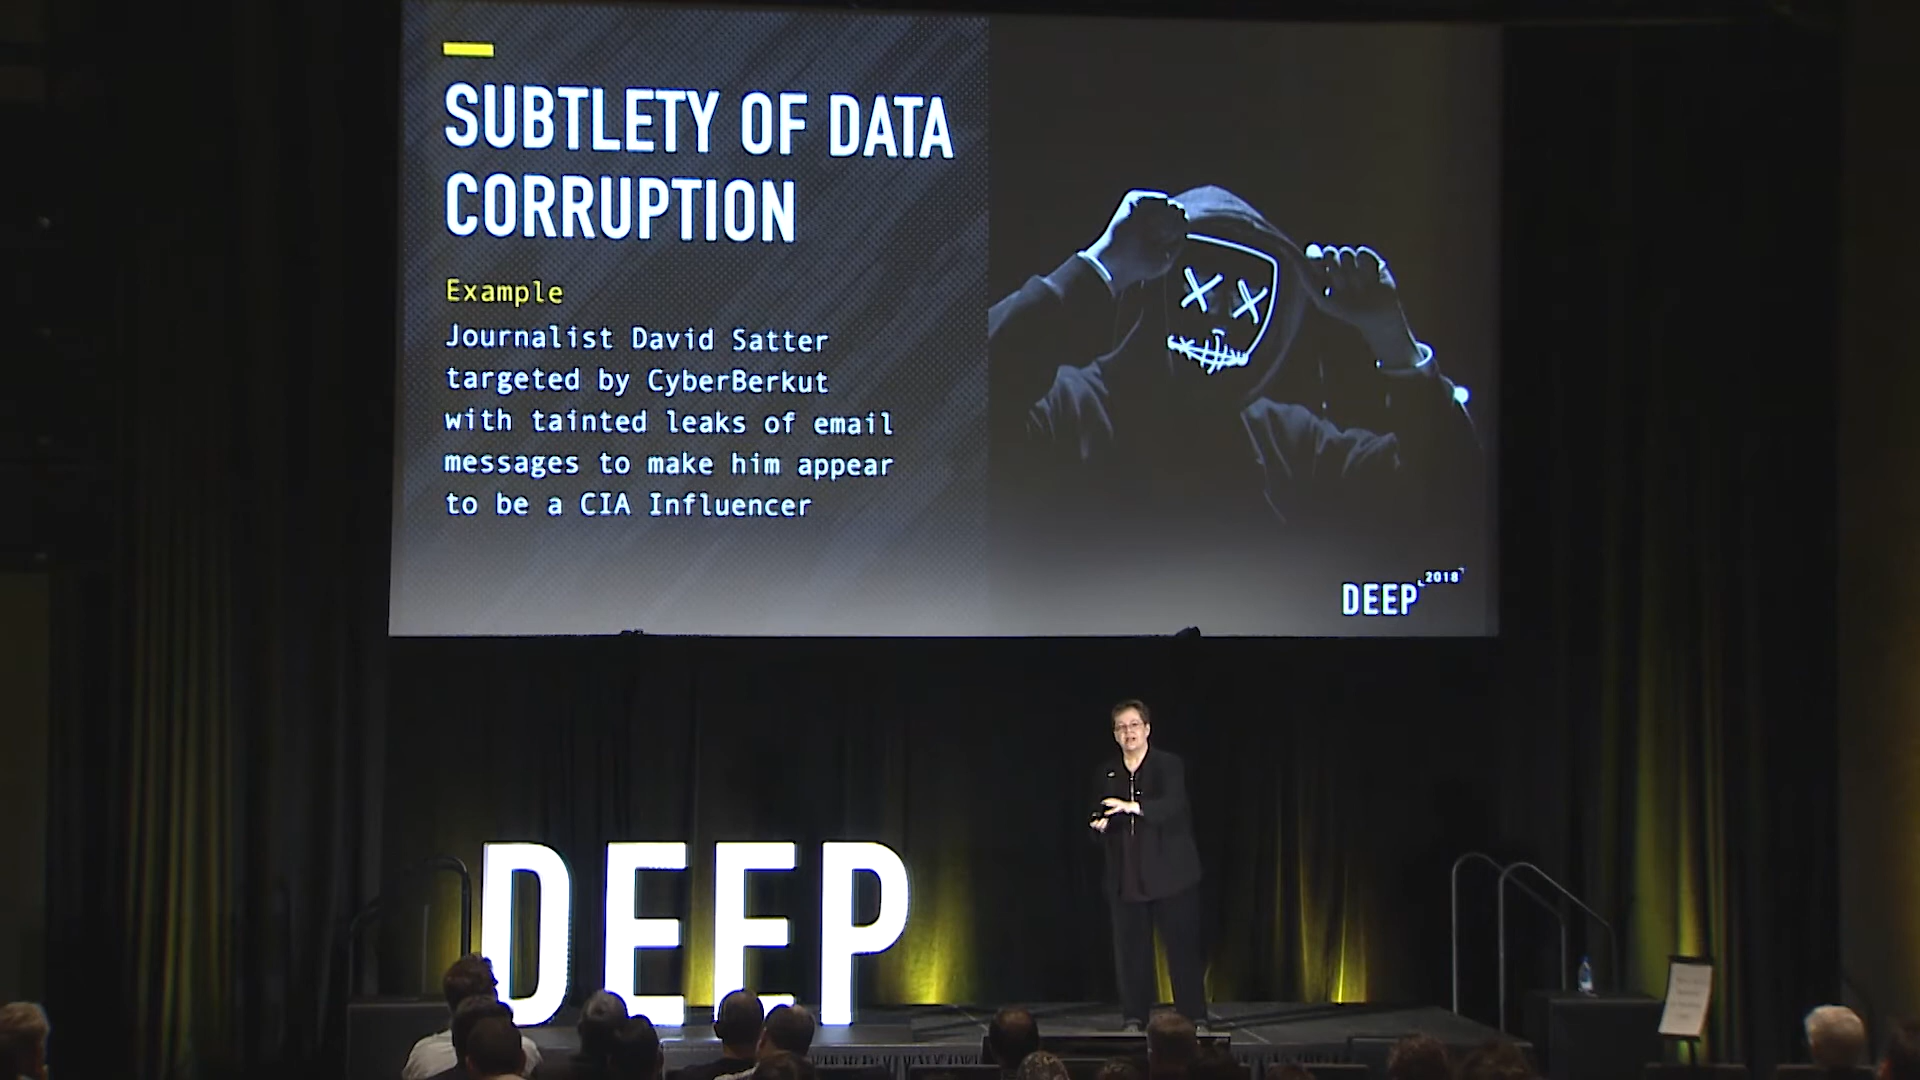 SUBTLETY OF DATA
CORRUPTION
Example
Journalist David Satter
targeted by CyberBerkut
with tainted leaks of email
messages to make him appear
to be a CIA Influencer
DEEP 2018
DEEP